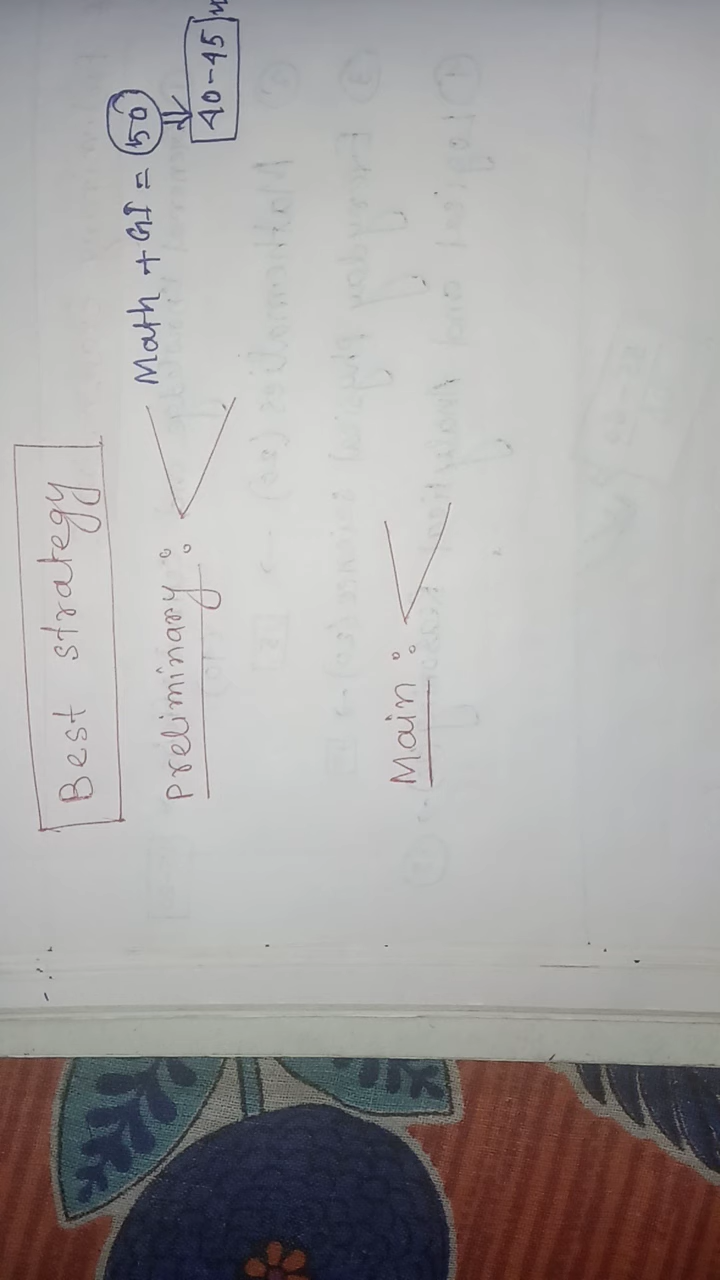 Best strategy
Preliminary :
Math + GI = 50
40-45
Main :